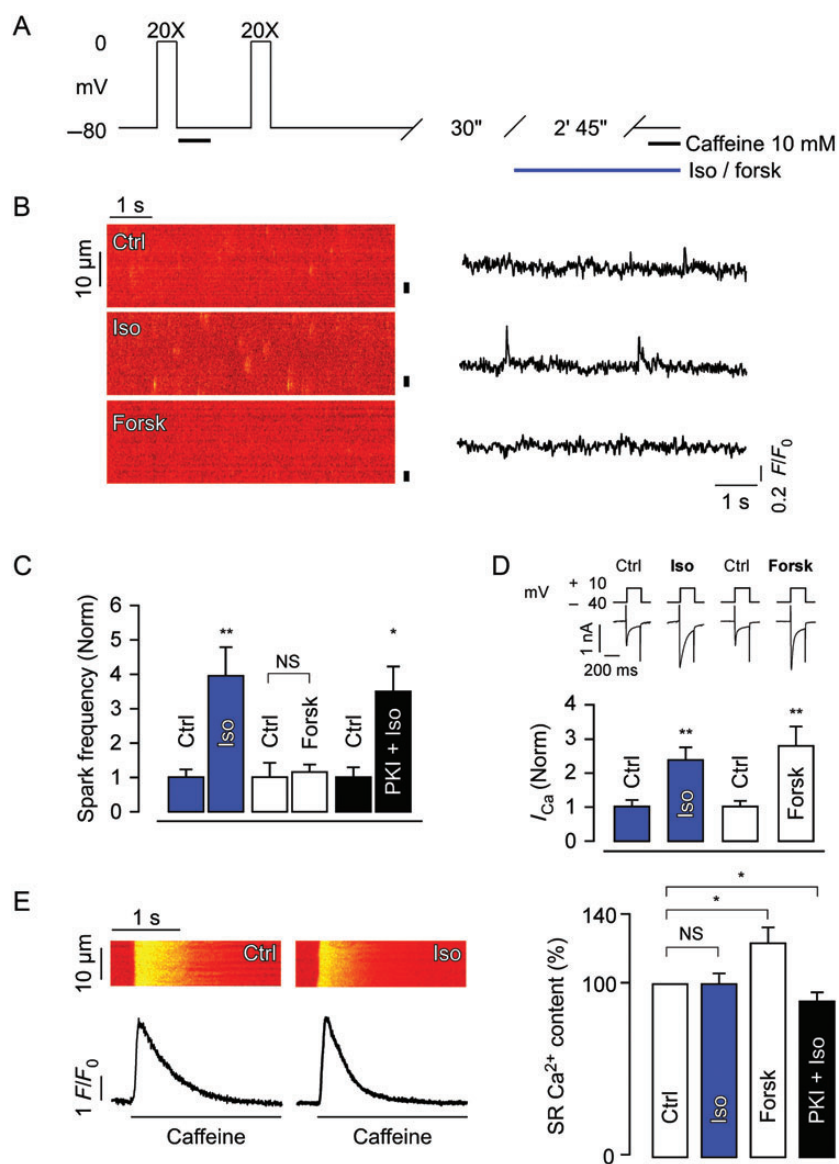 A
20X 20X
0
mV
–80
30" 2' 45"
Caffeine 10 mM
Iso / forsk
B
1 s
10 µm
Ctrl
Iso
Forsk
0.2 F/F0
1 s
C
Spark frequency (Norm)
6
5
4
3
2
1
0
Ctrl
Iso
**
Ctrl
NS
Forsk
Ctrl
PKI + Iso
*
D
Ctrl Iso Ctrl Forsk
mV
+ 10
– 40
1 nA
200 ms
ICa (Norm)
4
3
2
1
0
Ctrl
Iso
**
Ctrl
Forsk
**
E
1 s
10 µm
Ctrl
Iso
1 F/F0
Caffeine Caffeine
SR Ca2+ content (%)
140
100
0
*
*
NS
Ctrl
Iso
Forsk
PKI + Iso